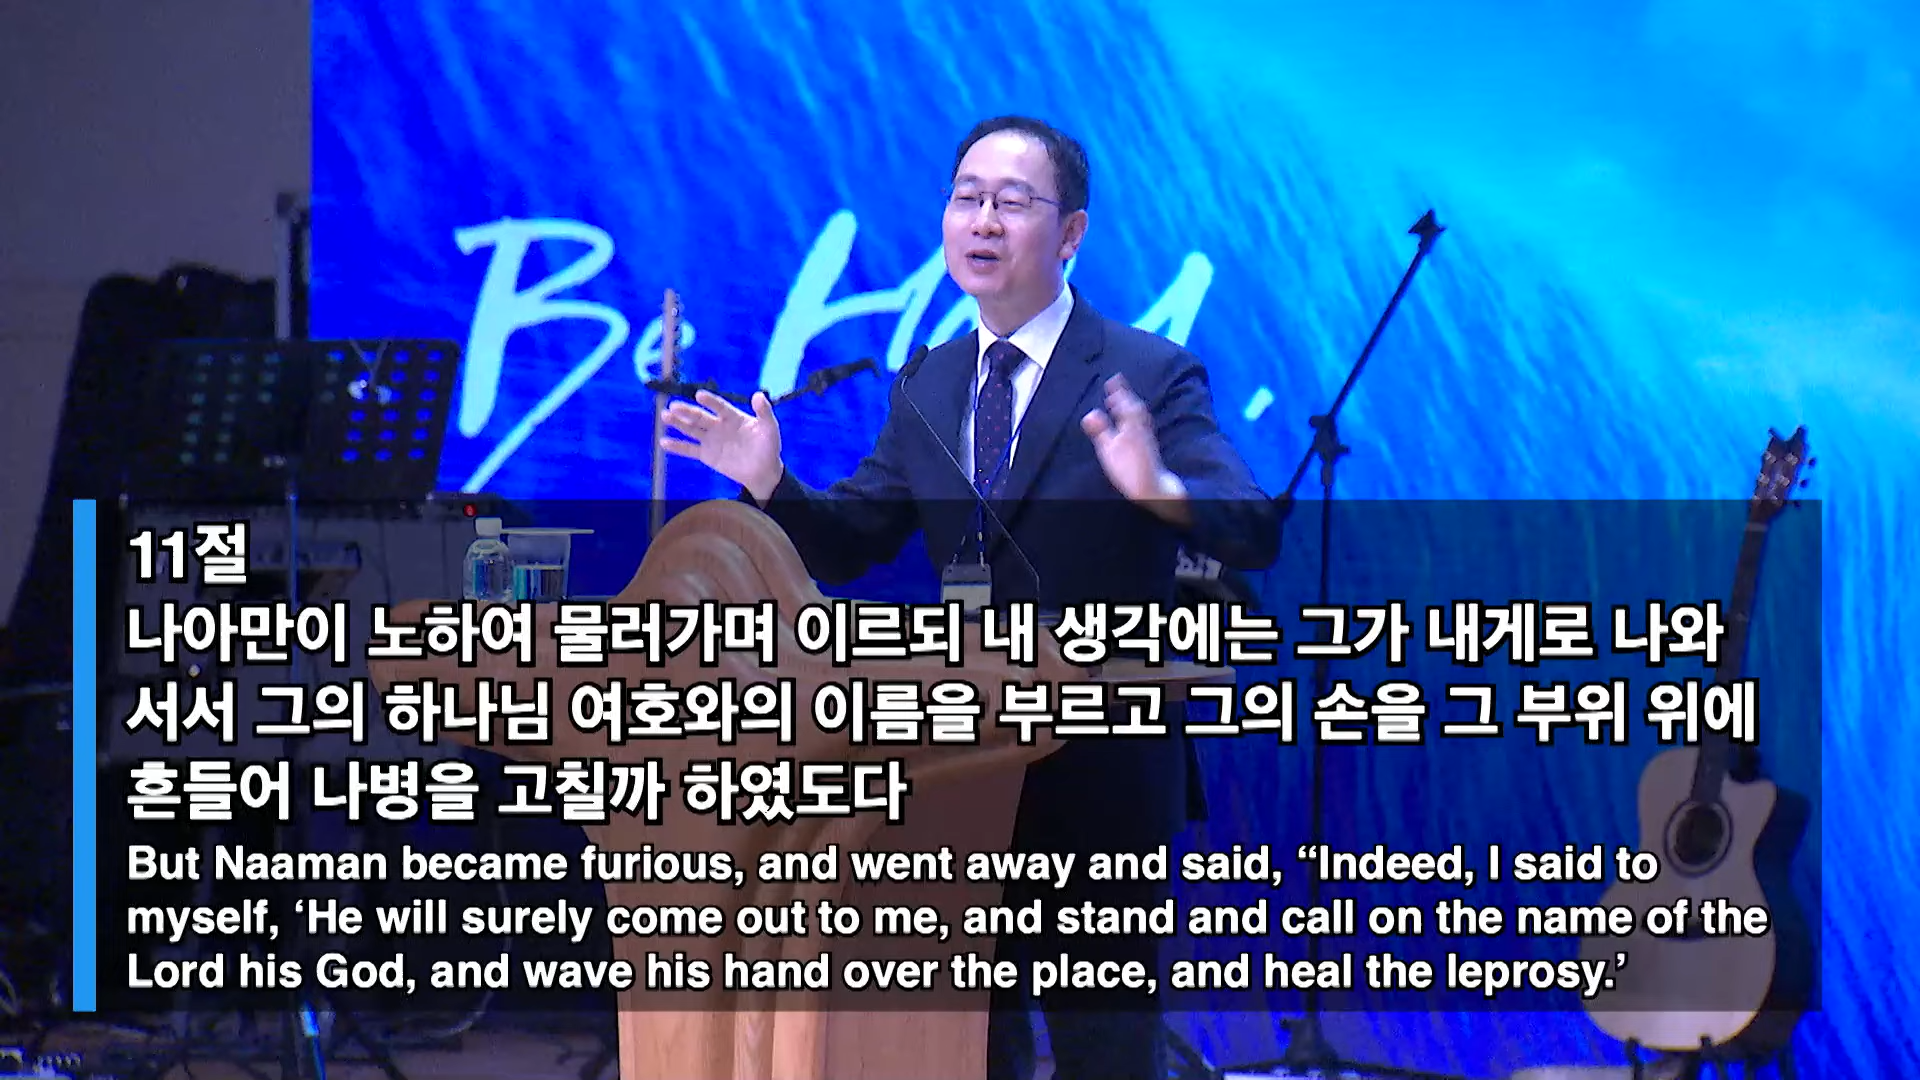 Be
11절
나아만이 노하여 물러가며 이르되 내 생각에는 그가 내게로 나와
서서 그의 하나님 여호와의 이름을 부르고 그의 손을 그 부위 위에
흔들어 나병을 고칠까 하였도다
But Naaman became furious, and went away and said, “Indeed, I said to
myself, ‘He will surely come out to me, and stand and call on the name of the
Lord his God, and wave his hand over the place, and heal the leprosy.’